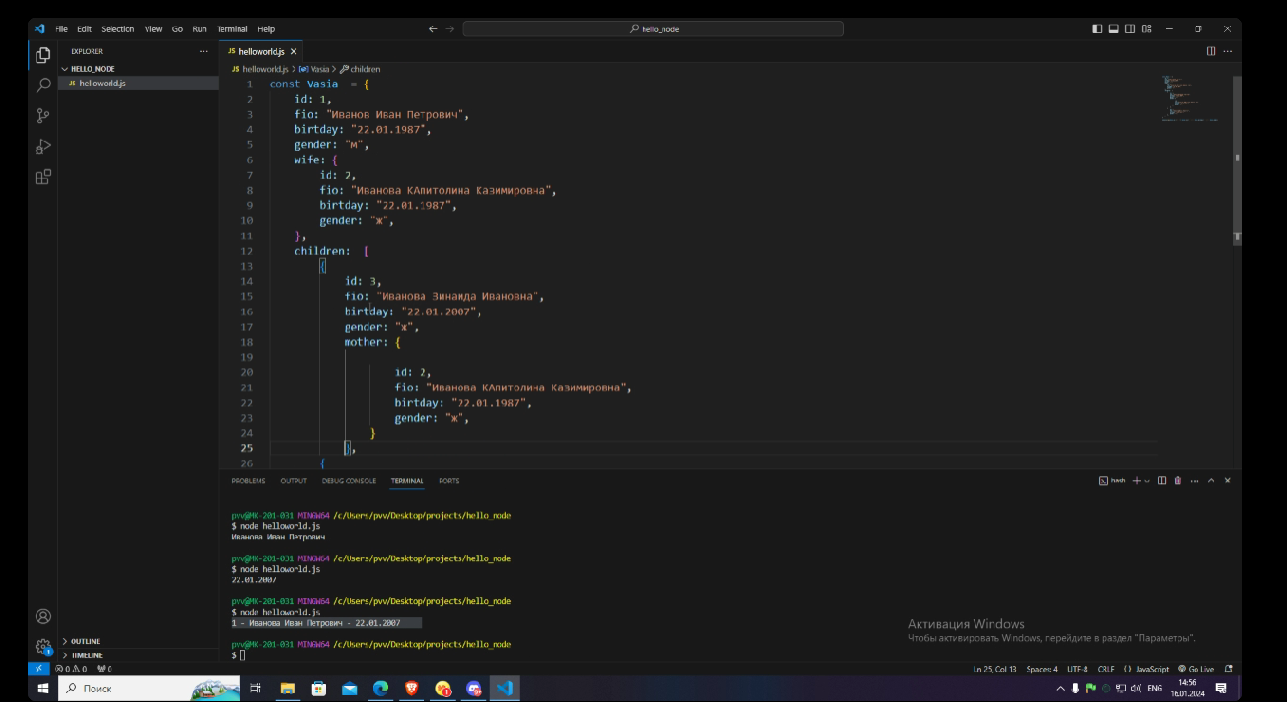 File Edit Selection View Go Run Terminal Help
hello_node
EXPLORER
HELLO_NODE
JS helloworld.js
OUTLINE
TIMELINE
JS helloworld.js
JS helloworld.js > Vasia > children
1 const Vasia = {
2 id: 1,
3 fio: "Иванов Иван Петрович",
4 birtday: "22.01.1987",
5 gender: "м",
6 wife: {
7 id: 2,
8 fio: "Иванова КАпитолина Казимировна",
9 birtday: "22.01.1987",
10 gender: "ж",
11 },
12 children: [
13 {
14 id: 3,
15 fio: "Иванова Зинаида Ивановна",
16 birtday: "22.01.2007",
17 gender: "ж",
18 mother: {
19
20 id: 2,
21 fio: "Иванова КАпитолина Казимировна",
22 birtday: "22.01.1987",
23 gender: "ж",
24 }
25 },
26 {
PROBLEMS OUTPUT DEBUG CONSOLE TERMINAL PORTS
bash
pvv@MK-201-031 MINGW64 /c/Users/pvv/Desktop/projects/hello_node
$ node helloworld.js
Иванова Иван Петрович
pvv@MK-201-031 MINGW64 /c/Users/pvv/Desktop/projects/hello_node
$ node helloworld.js
22.01.2007
pvv@MK-201-031 MINGW64 /c/Users/pvv/Desktop/projects/hello_node
$ node helloworld.js
1 - Иванова Иван Петрович - 22.01.2007
pvv@MK-201-031 MINGW64 /c/Users/pvv/Desktop/projects/hello_node
$
Активация Windows
Чтобы активировать Windows, перейдите в раздел "Параметры".
0 0 0 Ln 25, Col 13 Spaces: 4 UTF-8 CRLF {} JavaScript Go Live
Поиск
ENG
14:56
16.01.2024